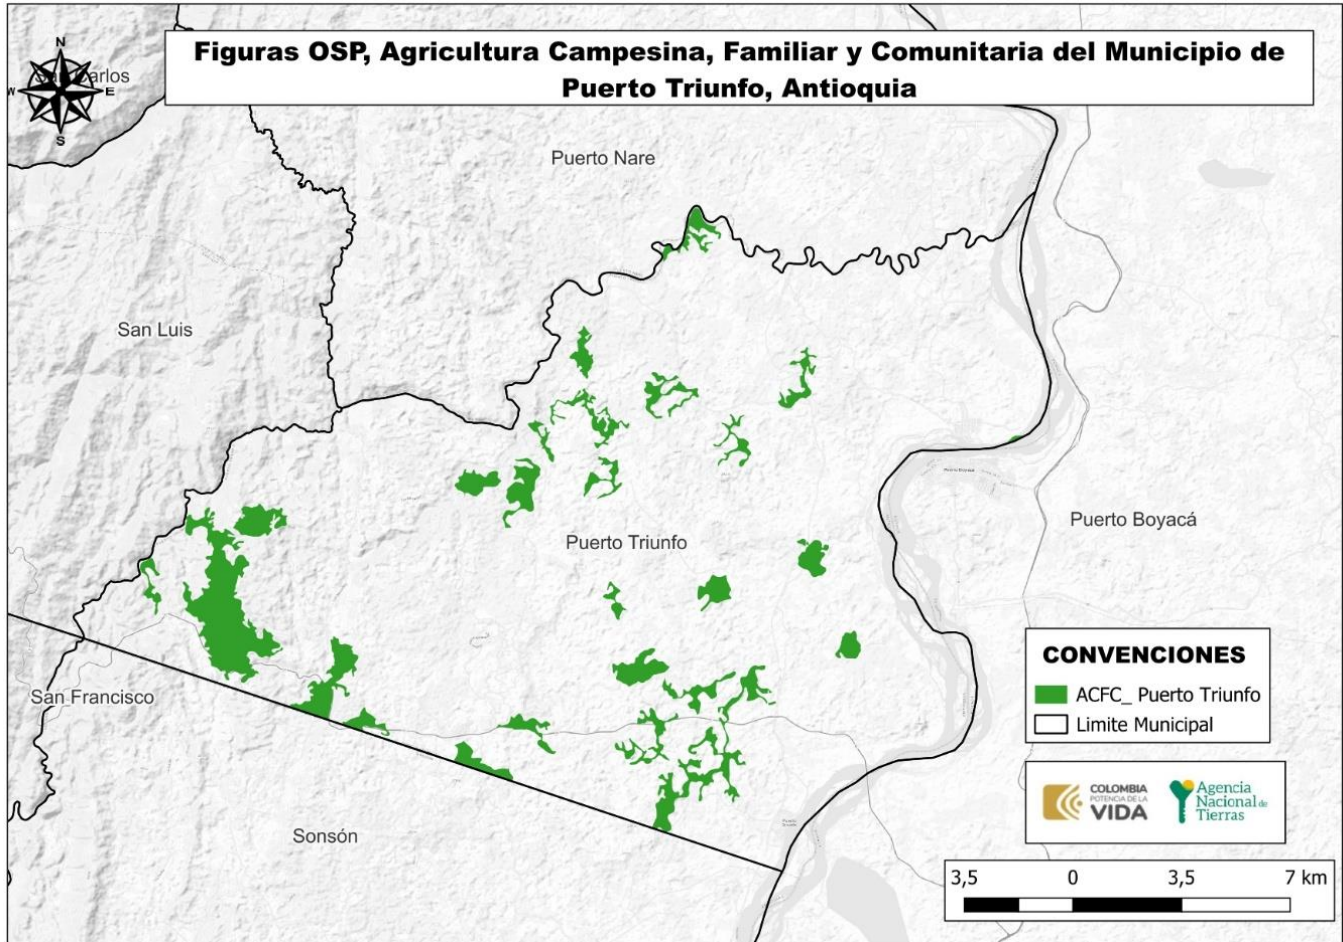 Figuras OSP, Agricultura Campesina, Familiar y Comunitaria del Municipio de
Puerto Triunfo, Antioquia
N
W
E
S
San Carlos
Puerto Nare
San Luis
Puerto Triunfo
Puerto Boyacá
San Francisco
Sonsón
CONVENCIONES
ACFC_ Puerto Triunfo
Limite Municipal
COLOMBIA
POTENCIA DE LA
VIDA
Agencia
Nacional de
Tierras
3,5 0 3,5 7 km